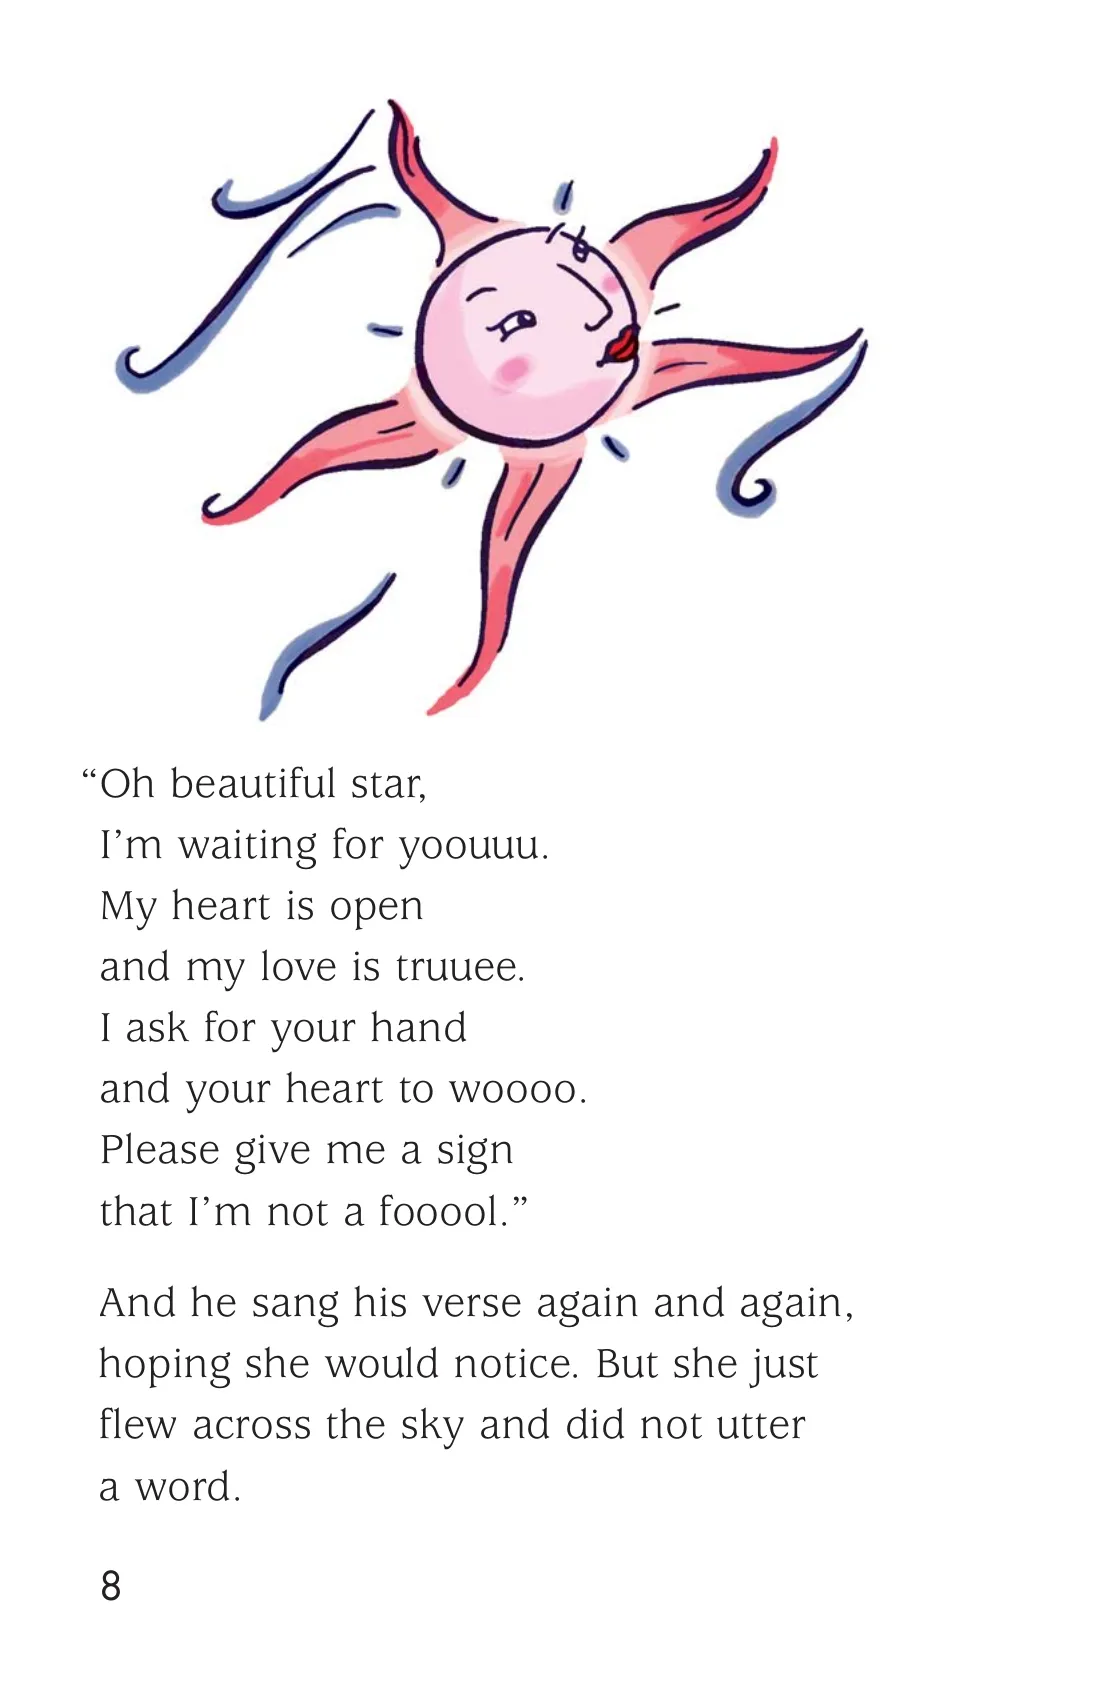 “Oh beautiful star,
I’m waiting for yoouuu.
My heart is open
and my love is truuee.
I ask for your hand
and your heart to woooo.
Please give me a sign
that I’m not a fooool.”
And he sang his verse again and again,
hoping she would notice. But she just
flew across the sky and did not utter
a word.
8